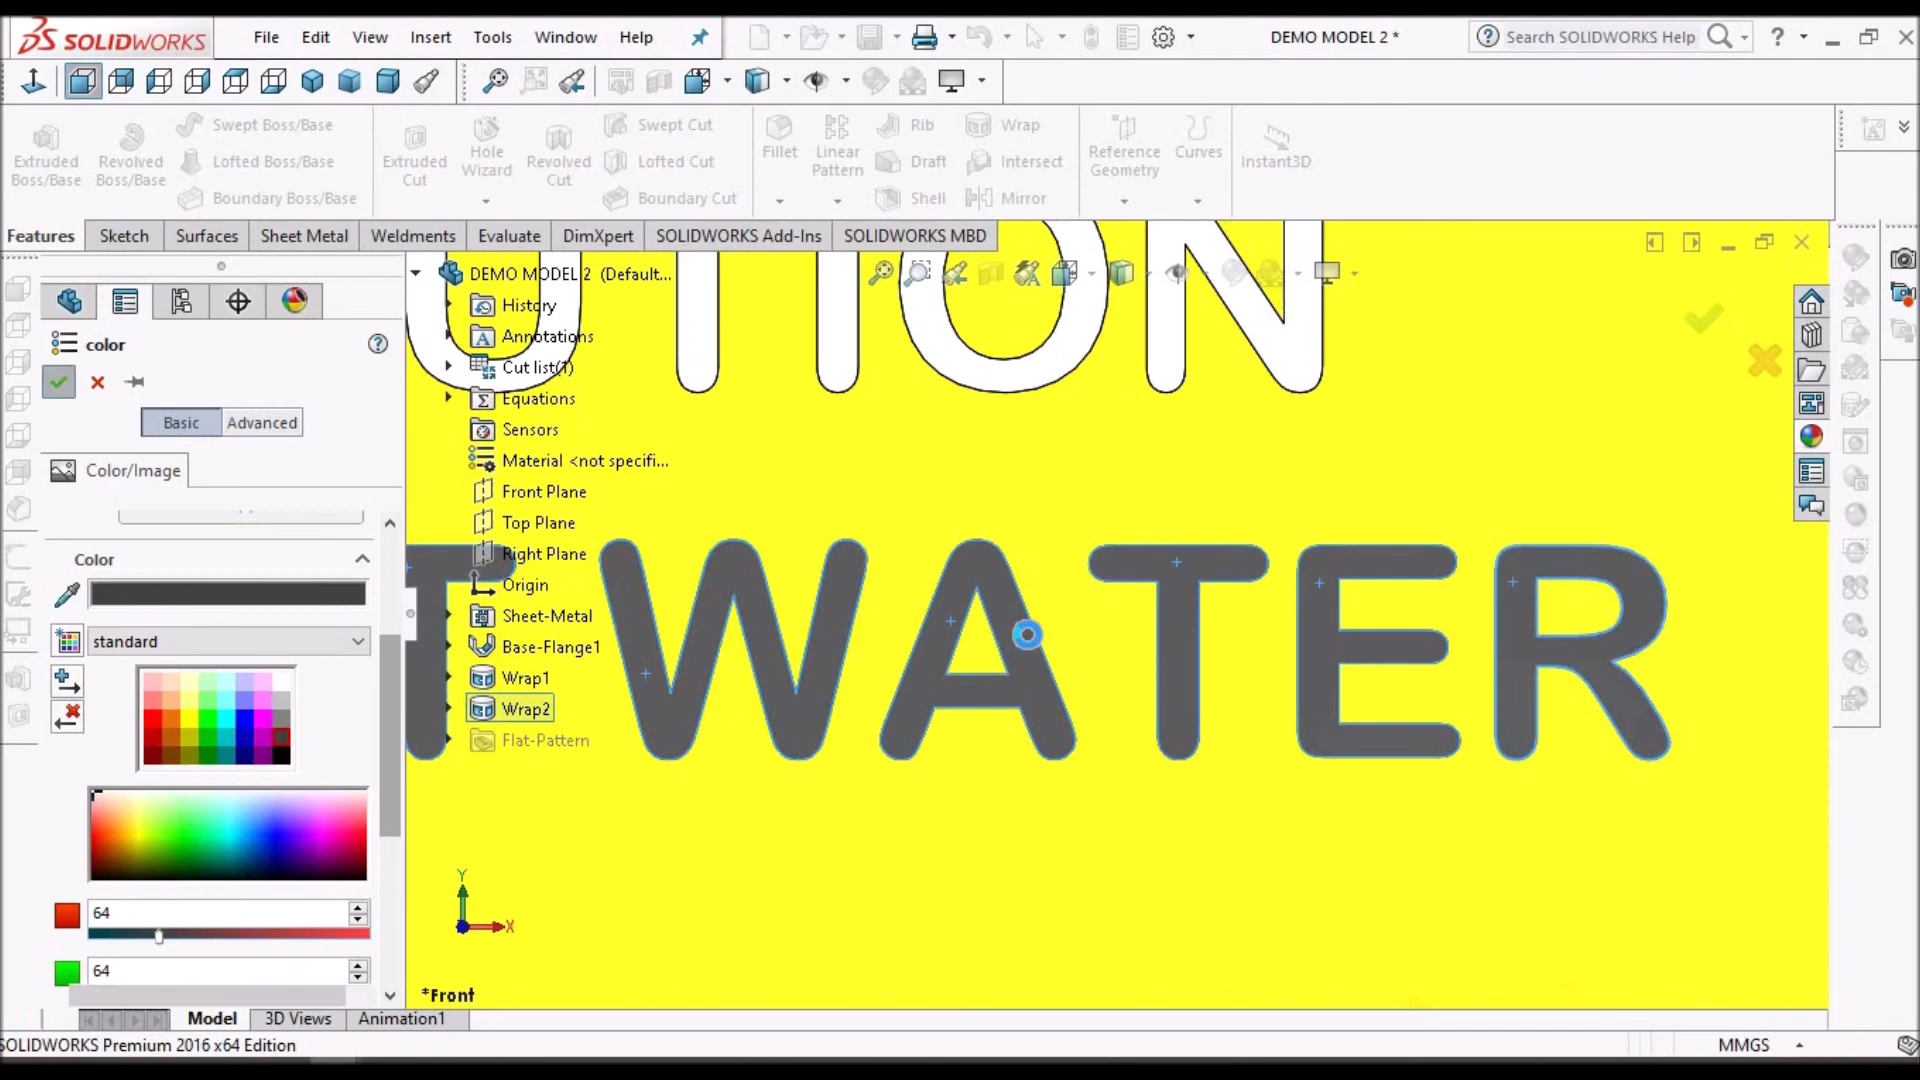 SOLIDWORKS File Edit View Insert Tools Window Help DEMO MODEL 2 * Search SOLIDWORKS Help
Extruded Boss/Base
Revolved Boss/Base
Swept Boss/Base
Lofted Boss/Base
Boundary Boss/Base
Extruded Cut
Hole Wizard
Revolved Cut
Swept Cut
Lofted Cut
Boundary Cut
Fillet
Linear Pattern
Rib
Draft
Shell
Wrap
Intersect
Mirror
Reference Geometry
Curves
Instant3D
Features Sketch Surfaces Sheet Metal Weldments Evaluate DimXpert SOLIDWORKS Add-Ins SOLIDWORKS MBD
color
Basic Advanced
Color/Image
Color
standard
64
64
DEMO MODEL 2 (Default...
History
Annotations
Cut list(1)
Equations
Sensors
Material <not specifi...
Front Plane
Top Plane
Right Plane
Origin
Sheet-Metal
Base-Flange1
Wrap1
Wrap2
Flat-Pattern
UTION
T WATER
Y
X
*Front
Model 3D Views Animation1
SOLIDWORKS Premium 2016 x64 Edition MMGS